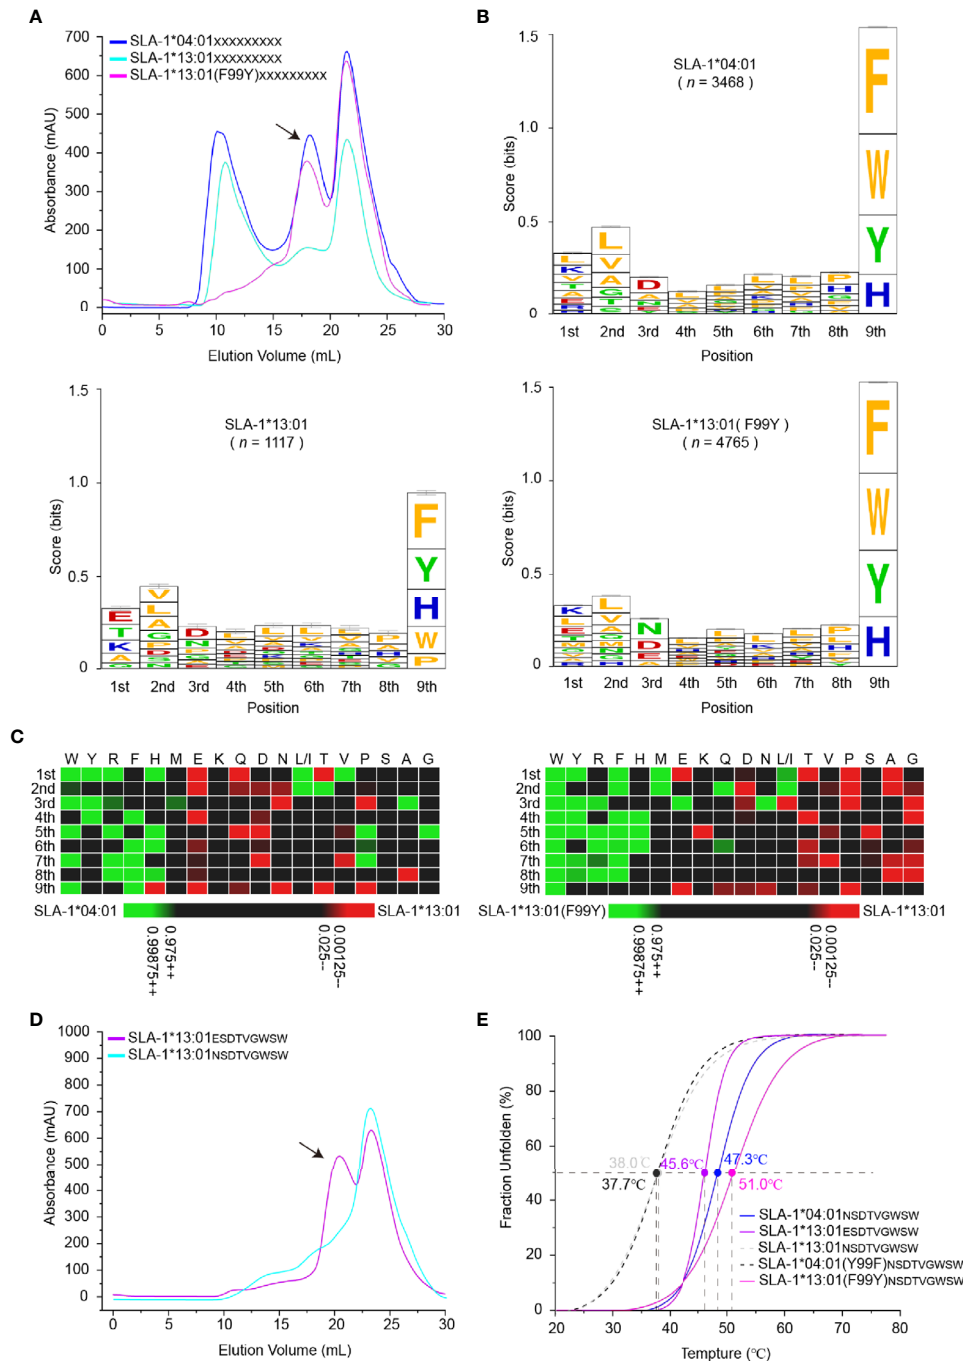 A
SLA-1*04:01xxxxxxxxx
SLA-1*13:01xxxxxxxxx
SLA-1*13:01(F99Y)xxxxxxxxx
700
600
500
400
300
200
100
0
Absorbance (mAU)
0 5 10 15 20 25 30
Elution Volume (mL)
B
SLA-1*04:01
( n = 3468 )
1.5
1.0
0.5
0
Score (bits)
F
W
Y
H
L
V
A
G
D
1st 2nd 3rd 4th 5th 6th 7th 8th 9th
Position
SLA-1*13:01
( n = 1117 )
1.5
1.0
0.5
0
Score (bits)
E
T
K
A
V
L
A
G
D
F
Y
H
W
P
1st 2nd 3rd 4th 5th 6th 7th 8th 9th
Position
SLA-1*13:01( F99Y )
( n = 4765 )
1.5
1.0
0.5
0
Score (bits)
K
L
E
L
V
A
N
D
F
W
Y
H
1st 2nd 3rd 4th 5th 6th 7th 8th 9th
Position
C
W Y R F H M E K Q D N L/I T V P S A G
1st
2nd
3rd
4th
5th
6th
7th
8th
9th
SLA-1*04:01 SLA-1*13:01
0.99875++
0.975++
0.025--
0.00125--
W Y R F H M E K Q D N L/I T V P S A G
1st
2nd
3rd
4th
5th
6th
7th
8th
9th
SLA-1*13:01(F99Y) SLA-1*13:01
0.99875++
0.975++
0.025--
0.00125--
D
SLA-1*13:01ESDTVGWSW
SLA-1*13:01NSDTVGWSW
1000
900
800
700
600
500
400
300
200
100
0
Absorbance (mAU)
0 5 10 15 20 25 30
Elution Volume (mL)
E
100
80
60
40
20
0
Fraction Unfolden (%)
38.0℃
45.6℃
47.3℃
37.7℃
51.0℃
SLA-1*04:01NSDTVGWSW
SLA-1*13:01ESDTVGWSW
SLA-1*13:01NSDTVGWSW
SLA-1*04:01(Y99F)NSDTVGWSW
SLA-1*13:01(F99Y)NSDTVGWSW
20 30 40 50 60 70 80
Tempture (℃)